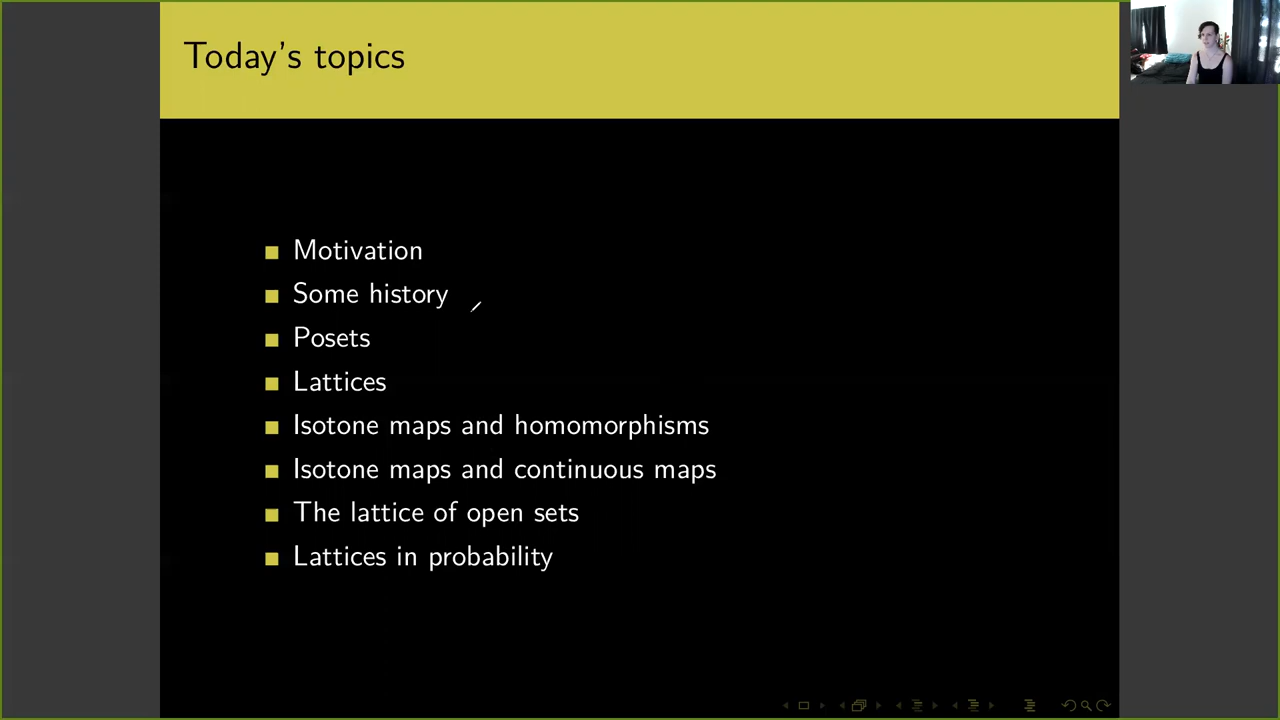 Today's topics
Motivation
Some history
Posets
Lattices
Isotone maps and homomorphisms
Isotone maps and continuous maps
The lattice of open sets
Lattices in probability